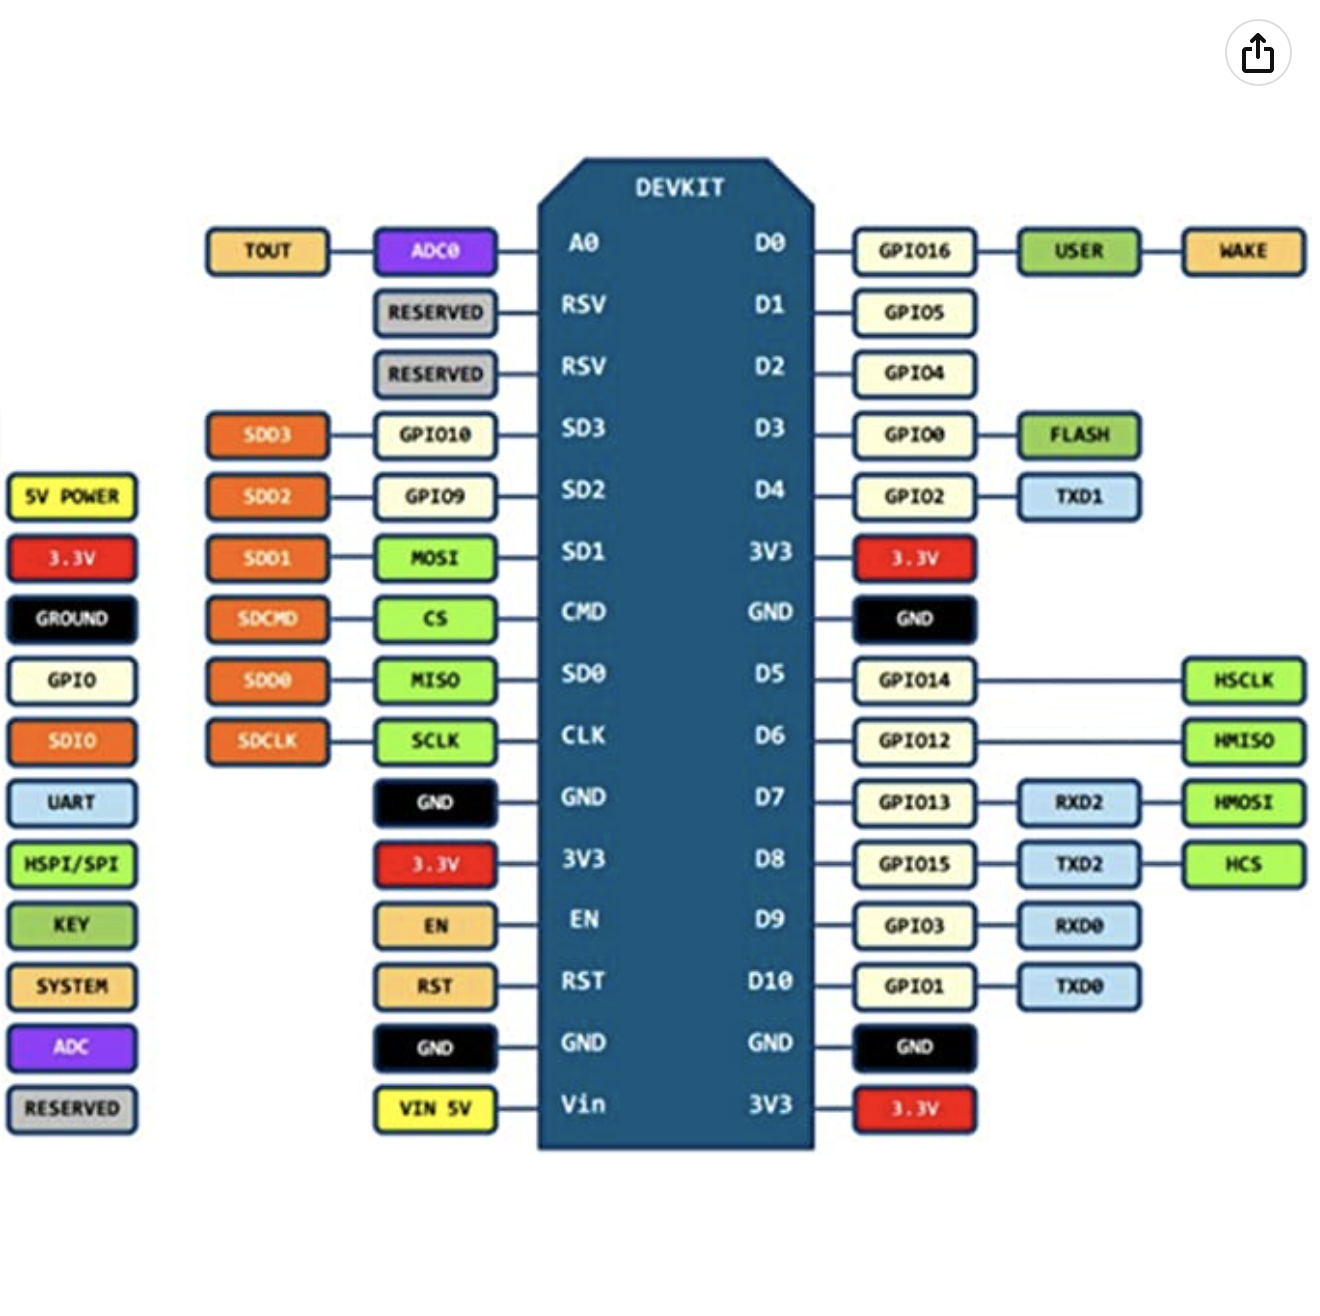 DEVKIT
TOUT ADC0 A0 D0 GPIO16 USER WAKE
RESERVED RSV D1 GPIO5
RESERVED RSV D2 GPIO4
SDD3 GPIO10 SD3 D3 GPIO0 FLASH
5V POWER SDD2 GPIO9 SD2 D4 GPIO2 TXD1
3.3V SDD1 MOSI SD1 3V3 3.3V
GROUND SDCMD CS CMD GND GND
GPIO SDD0 MISO SD0 D5 GPIO14 HSCLK
SDIO SDCLK SCLK CLK D6 GPIO12 HMISO
UART GND GND D7 GPIO13 RXD2 HMOSI
HSPI/SPI 3.3V 3V3 D8 GPIO15 TXD2 HCS
KEY EN EN D9 GPIO3 RXD0
SYSTEM RST RST D10 GPIO1 TXD0
ADC GND GND GND GND
RESERVED VIN 5V Vin 3V3 3.3V